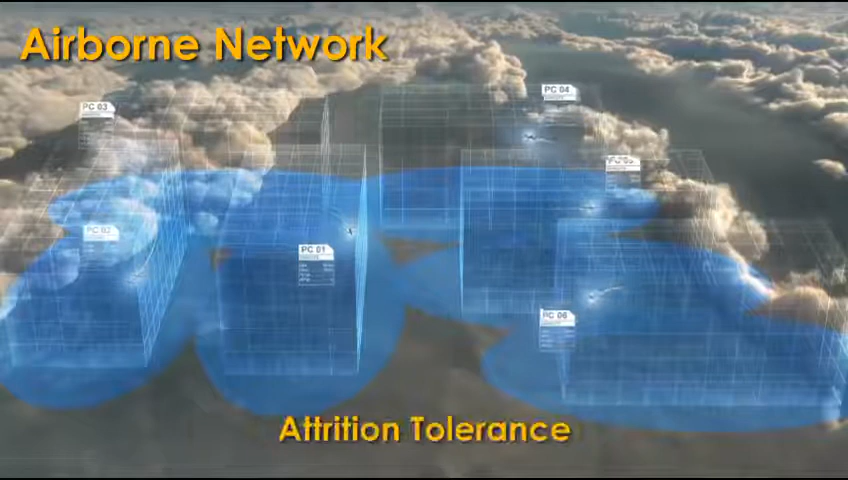 Airborne Network
PC 04
PC 03
PC 02
PC 01
PC 06
Attrition Tolerance